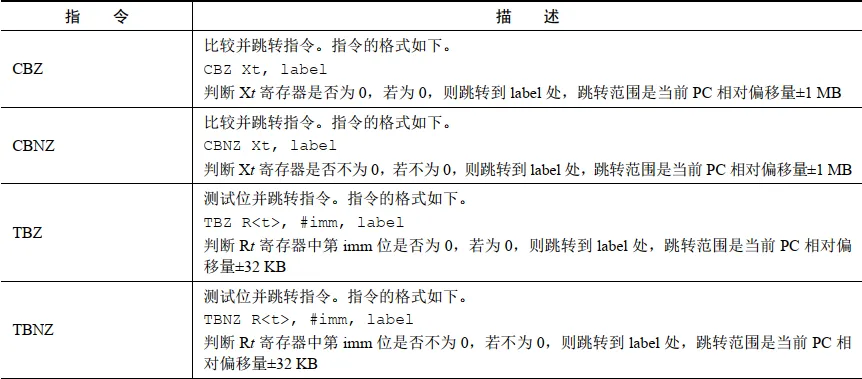 指 令 描 述
比较并跳转指令。指令的格式如下。
CBZ
CBZ Xt, label
判断 Xt 寄存器是否为 0，若为 0，则跳转到 label 处，跳转范围是当前 PC 相对偏移量±1 MB
比较并跳转指令。指令的格式如下。
CBNZ
CBNZ Xt, label
判断 Xt 寄存器是否不为 0，若不为 0，则跳转到 label 处，跳转范围是当前 PC 相对偏移量±1 MB
测试位并跳转指令。指令的格式如下。
TBZ
TBZ R<t>, #imm, label
判断 Rt 寄存器中第 imm 位是否为 0，若为 0，则跳转到 label 处，跳转范围是当前 PC 相对偏
移量±32 KB
测试位并跳转指令。指令的格式如下。
TBNZ
TBNZ R<t>, #imm, label
判断 Rt 寄存器中第 imm 位是否不为 0，若不为 0，则跳转到 label 处，跳转范围是当前 PC 相
对偏移量±32 KB